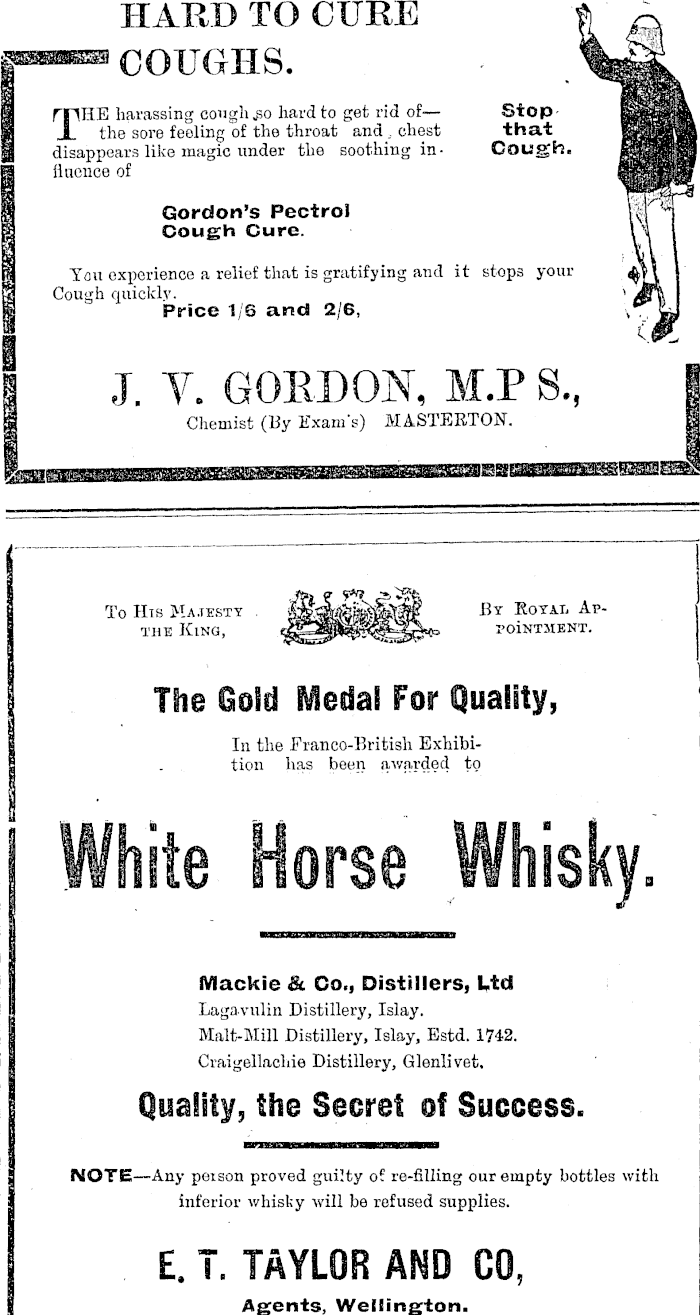 HARD TO CURE
COUGHS.
THE harassing cough so hard to get rid of—
the sore feeling of the throat and chest
disappears like magic under the soothing in-
fluence of
Stop
that
Cough.
Gordon's Pectrol
Cough Cure.
You experience a relief that is gratifying and it stops your
Cough quickly.
Price 1/6 and 2/6,
J. V. GORDON, M.P S.,
Chemist (By Exam's) MASTERTON.
To His Majesty
the King,
By Royal Ap-
pointment.
The Gold Medal For Quality,
In the Franco-British Exhibi-
tion has been awarded to
White Horse Whisky.
Mackie & Co., Distillers, Ltd
Lagavulin Distillery, Islay.
Malt-Mill Distillery, Islay, Estd. 1742.
Craigellachie Distillery, Glenlivet.
Quality, the Secret of Success.
NOTE—Any person proved guilty of re-filling our empty bottles with
inferior whisky will be refused supplies.
E. T. TAYLOR AND CO,
Agents, Wellington.